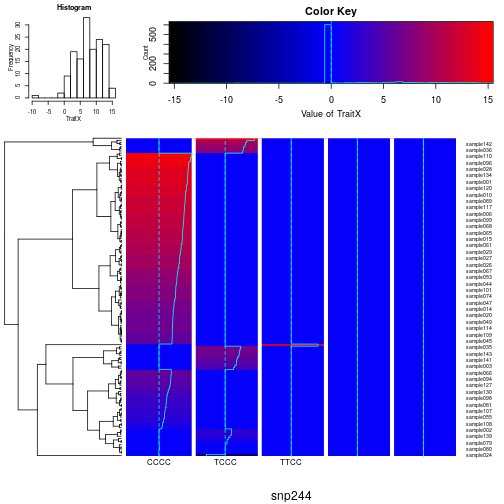 Histogram
Frequency
0 5 10 15 20 25 30
-10 -5 0 5 10 15
TraitX
Color Key
Count
0 200 500
-15 -10 -5 0 5 10 15
Value of TraitX
sample142
sample036
sample110
sample096
sample028
sample134
sample001
sample120
sample010
sample089
sample117
sample006
sample099
sample068
sample065
sample015
sample061
sample029
sample027
sample026
sample067
sample053
sample044
sample101
sample074
sample047
sample014
sample020
sample049
sample114
sample109
sample045
sample035
sample143
sample141
sample003
sample066
sample094
sample127
sample130
sample098
sample081
sample107
sample055
sample108
sample002
sample139
sample079
sample080
sample024
CCCC TCCC TTCC
snp244